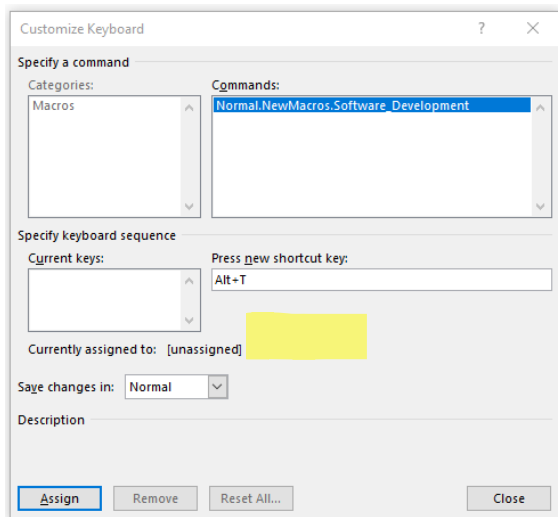 Customize Keyboard
Specify a command
Categories:
Commands:
Macros
Normal.NewMacros.Software_Development
Specify keyboard sequence
Current keys:
Press new shortcut key:
Alt+T
Currently assigned to: [unassigned]
Save changes in: Normal
Description
Assign Remove Reset All... Close